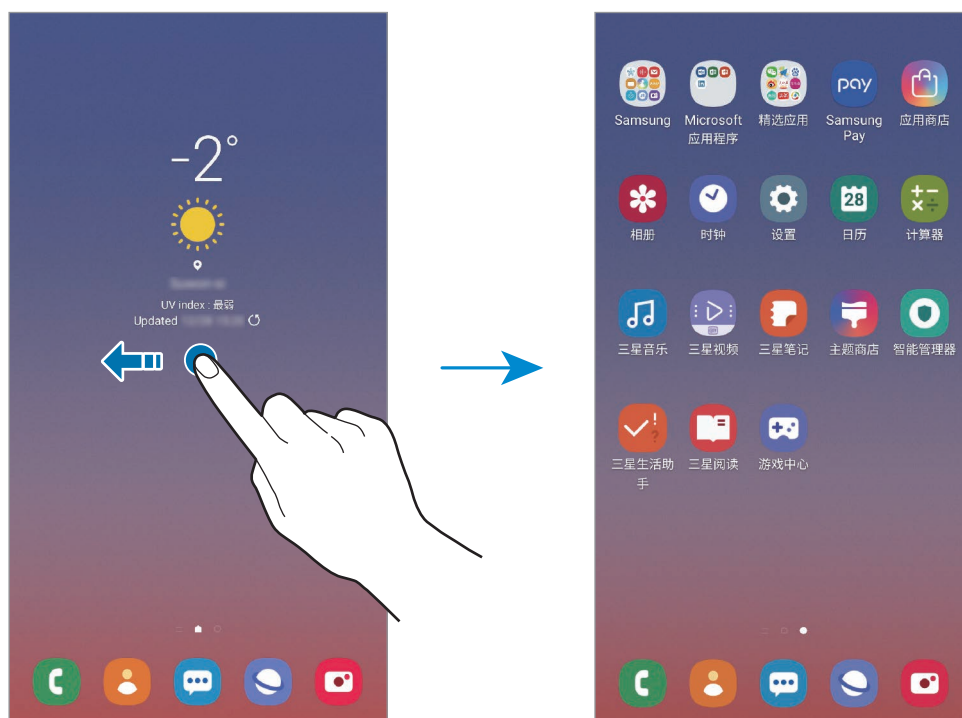 -2°
UV index : 最弱
Updated
Samsung
Microsoft
应用程序
精选应用
pay
Samsung
Pay
应用商店
相册
时钟
设置
28
日历
计算器
三星音乐
三星视频
三星笔记
主题商店
智能管理器
三星生活助
手
三星阅读
游戏中心